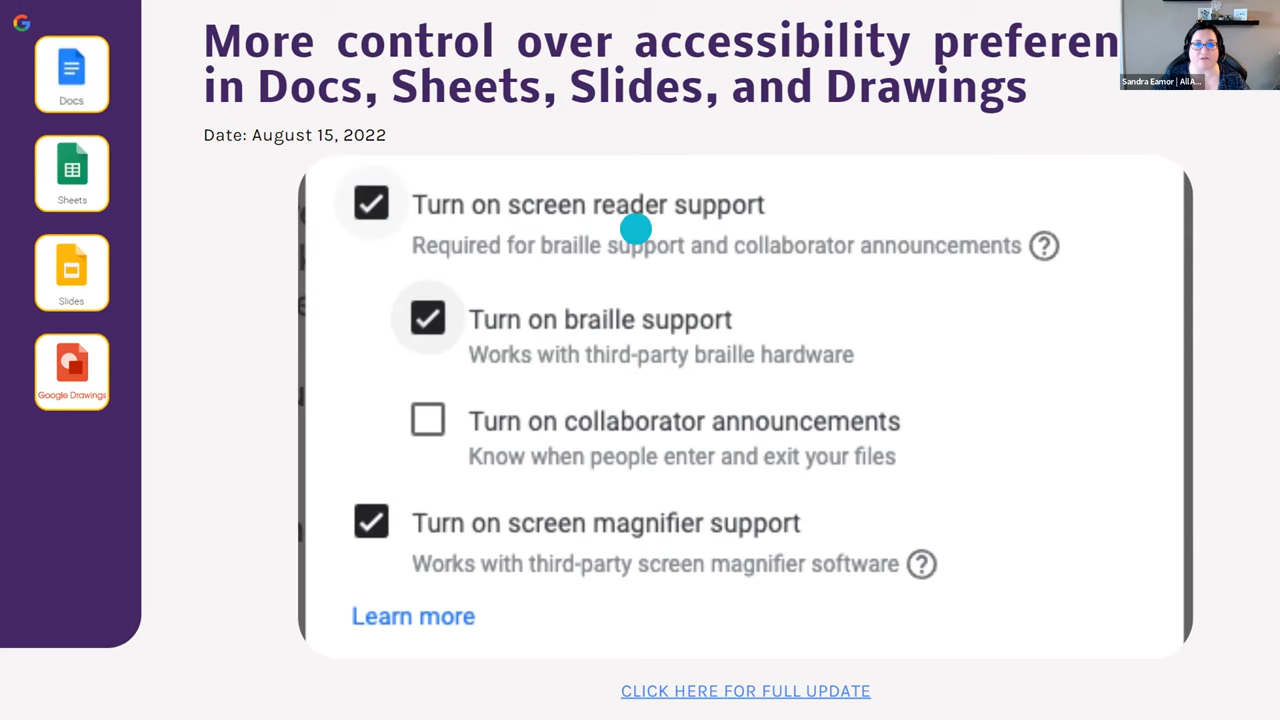 More control over accessibility preferen
in Docs, Sheets, Slides, and Drawings
Sandra Eamor | All A...
Date: August 15, 2022
Docs
Sheets
Slides
Google Drawings
Turn on screen reader support
Required for braille support and collaborator announcements
Turn on braille support
Works with third-party braille hardware
Turn on collaborator announcements
Know when people enter and exit your files
Turn on screen magnifier support
Works with third-party screen magnifier software
Learn more
CLICK HERE FOR FULL UPDATE